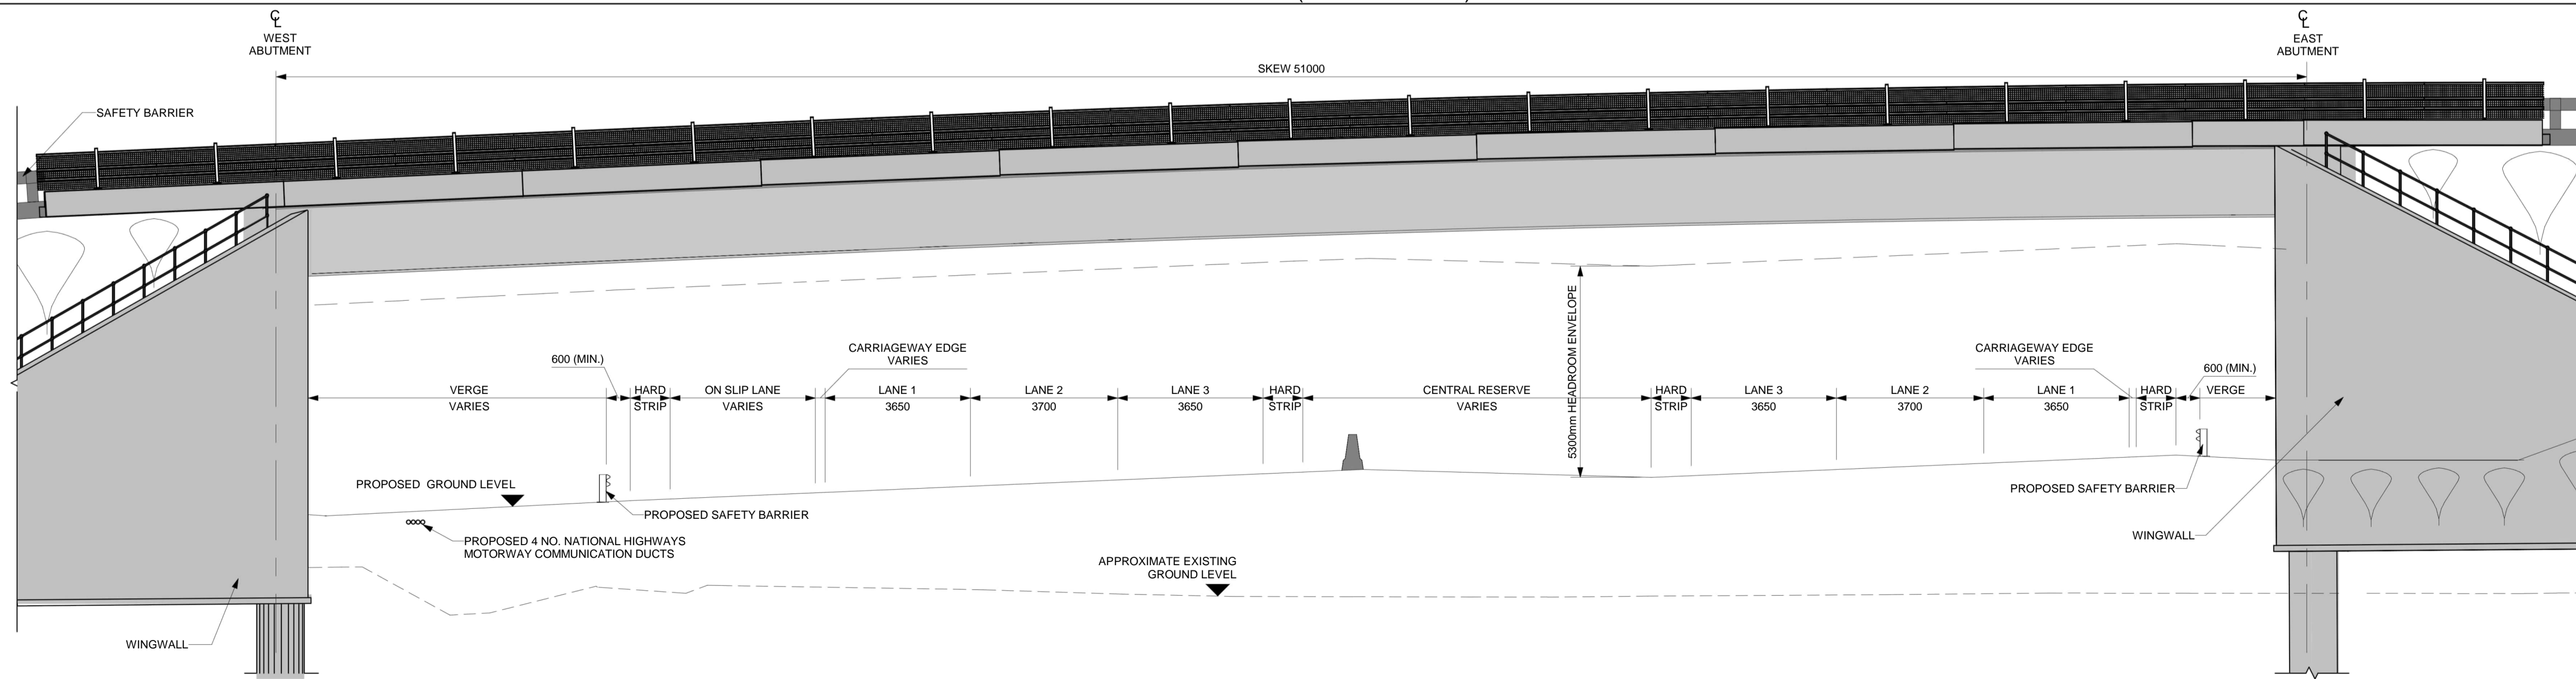 ℄
WEST
ABUTMENT
℄
EAST
ABUTMENT
SKEW 51000
SAFETY BARRIER
5300mm HEADROOM ENVELOPE
600 (MIN.)
CARRIAGEWAY EDGE
VARIES
CARRIAGEWAY EDGE
VARIES
600 (MIN.)
VERGE
VARIES
HARD
STRIP
ON SLIP LANE
VARIES
LANE 1
3650
LANE 2
3700
LANE 3
3650
HARD
STRIP
CENTRAL RESERVE
VARIES
HARD
STRIP
LANE 3
3650
LANE 2
3700
LANE 1
3650
HARD
STRIP
VERGE
PROPOSED GROUND LEVEL
PROPOSED SAFETY BARRIER
PROPOSED SAFETY BARRIER
PROPOSED 4 NO. NATIONAL HIGHWAYS
MOTORWAY COMMUNICATION DUCTS
WINGWALL
APPROXIMATE EXISTING
GROUND LEVEL
WINGWALL